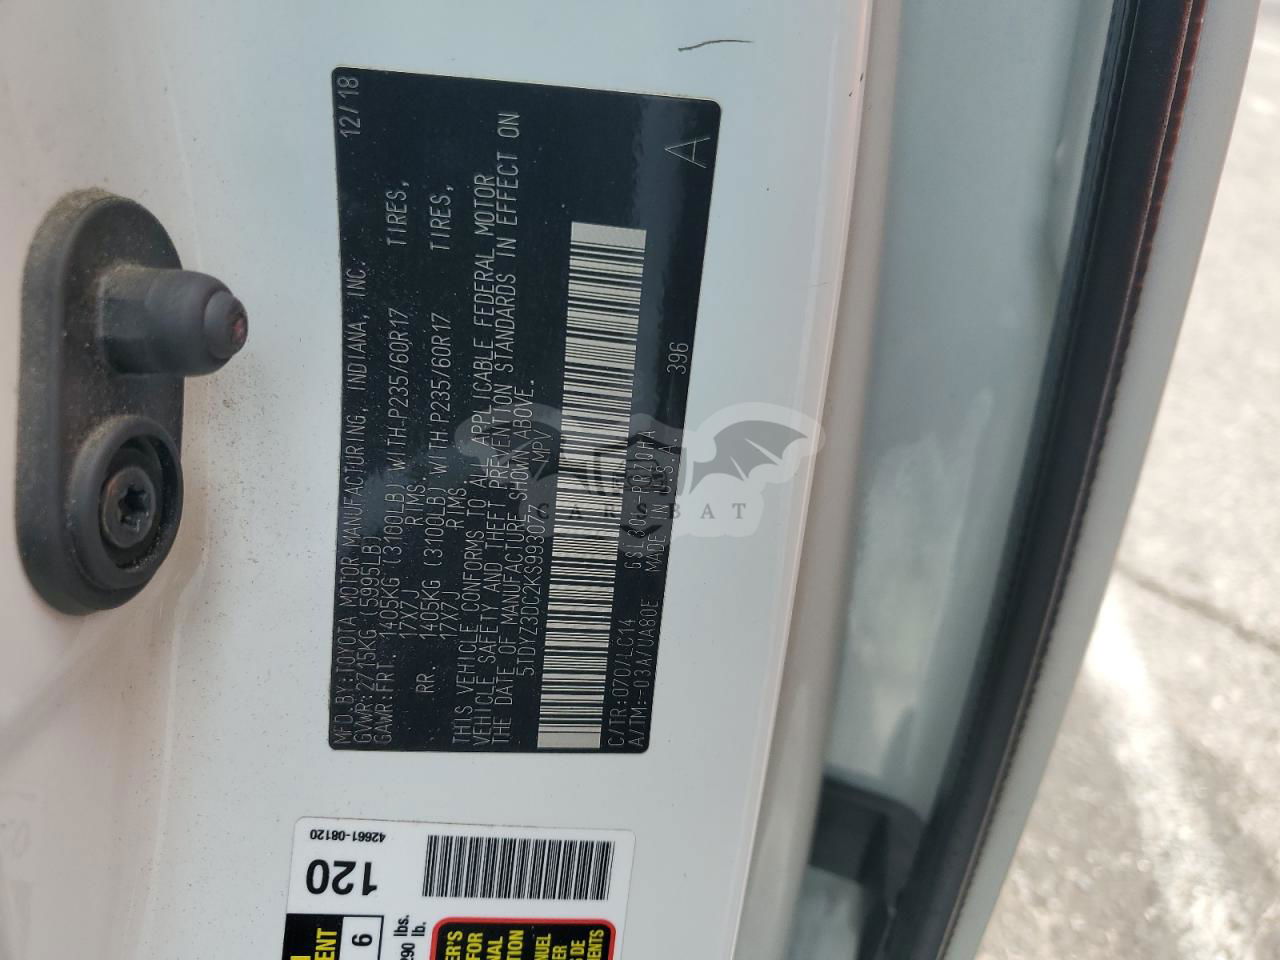 MFD.BY:TOYOTA MOTOR MANUFACTURING, INDIANA, INC. 12/18
GVWR:2715KG( 5995LB)
GAWR:FRT. 1405KG (3100LB) WITH P235/60R17 TIRES,
17X7J RIMS
RR. 1405KG (3100LB) WITH P235/60R17 TIRES,
17X7J RIMS
THIS VEHICLE CONFORMS TO ALL APPLICABLE FEDERAL MOTOR
VEHICLE SAFETY AND THEFT PREVENTION STANDARDS IN EFFECT ON
THE DATE OF MANUFACTURE SHOWN ABOVE.
5TDYZ3DC2KS993077 MPV
A
C/TR:070/LC14 396
A/TM:-03A/UA80E MADE IN U.S.A.
CARSBAT
42661-08120
120
6
lbs.
290 lb.